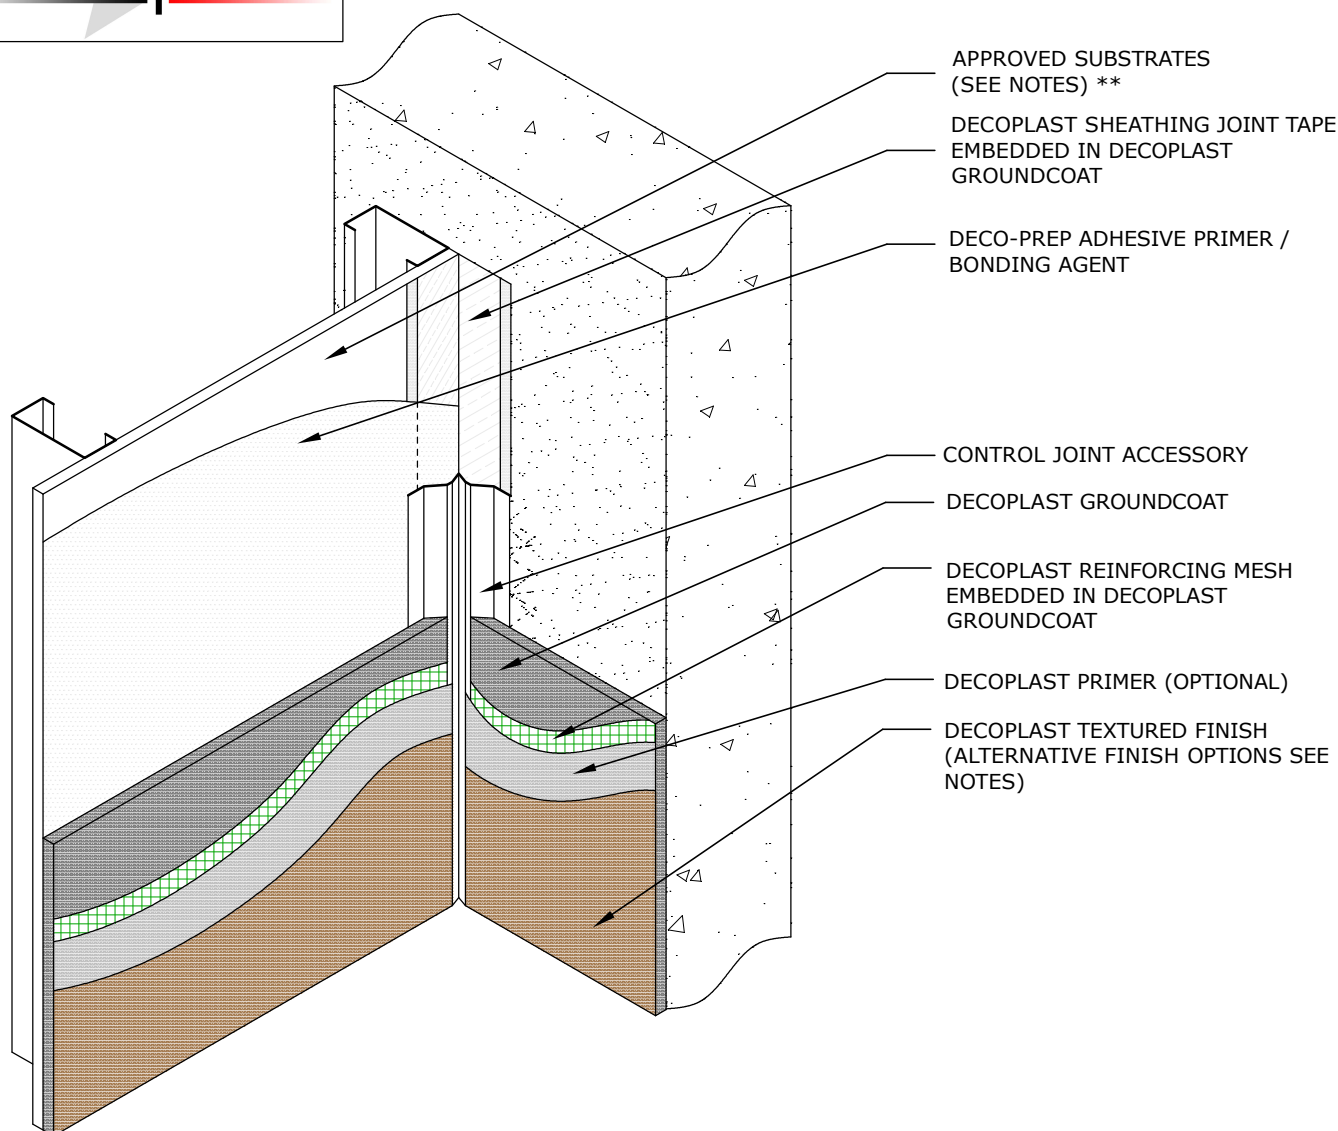 APPROVED SUBSTRATES
(SEE NOTES) **
DECOPLAST SHEATHING JOINT TAPE
EMBEDDED IN DECOPLAST
GROUNDCOAT
DECO-PREP ADHESIVE PRIMER /
BONDING AGENT
CONTROL JOINT ACCESSORY
DECOPLAST GROUNDCOAT
DECOPLAST REINFORCING MESH
EMBEDDED IN DECOPLAST
GROUNDCOAT
DECOPLAST PRIMER (OPTIONAL)
DECOPLAST TEXTURED FINISH
(ALTERNATIVE FINISH OPTIONS SEE
NOTES)